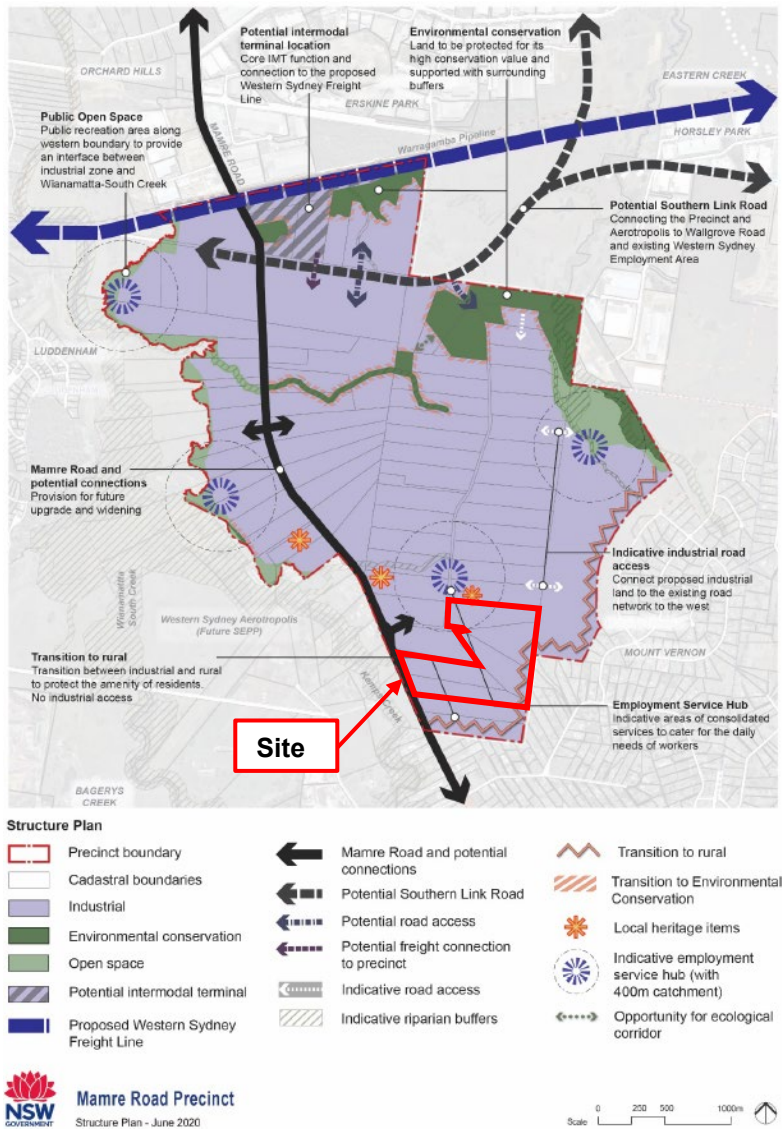 Potential intermodal
terminal location
Core IMT function and
connection to the proposed
Western Sydney Freight
Line
Environmental conservation
Land to be protected for its
high conservation value and
supported with surrounding
buffers
ORCHARD HILLS
ERSKINE PARK
EASTERN CREEK
HORSLEY PARK
Public Open Space
Public recreation area along
western boundary to provide
an interface between
industrial zone and
Wianamatta-South Creek
MAMRE ROAD
Warragamba Pipeline
Potential Southern Link Road
Connecting the Precinct and
Aerotropolis to Wallgrove Road
and existing Western Sydney
Employment Area
LUDDENHAM
Mamre Road and
potential connections
Provision for future
upgrade and widening
Wianamatta
South Creek
Western Sydney Aerotropolis
(Future SEPP)
Indicative industrial road
access
Connect proposed industrial
land to the existing road
network to the west
Transition to rural
Transition between industrial and rural
to protect the amenity of residents.
No industrial access
Kemps Creek
MOUNT VERNON
Employment Service Hub
Indicative areas of consolidated
services to cater for the daily
needs of workers
Site
BAGERYS
CREEK
Structure Plan
Precinct boundary
Cadastral boundaries
Industrial
Environmental conservation
Open space
Potential intermodal terminal
Proposed Western Sydney
Freight Line
Mamre Road and potential
connections
Potential Southern Link Road
Potential road access
Potential freight connection
to precinct
Indicative road access
Indicative riparian buffers
Transition to rural
Transition to Environmental
Conservation
Local heritage items
Indicative employment
service hub (with
400m catchment)
Opportunity for ecological
corridor
NSW
GOVERNMENT
Mamre Road Precinct
Structure Plan - June 2020
Scale 0 250 500 1000m